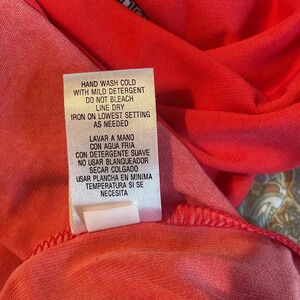 HAND WASH COLD
WITH MILD DETERGENT
DO NOT BLEACH
LINE DRY
IRON ON LOWEST SETTING
AS NEEDED
LAVAR A MANO
CON AGUA FRIA
CON DETERGENTE SUAVE
NO USAR BLANQUEADOR
SECAR COLGADO
USAR PLANCHA EN MINIMA
TEMPERATURA SI SE
NECESITA